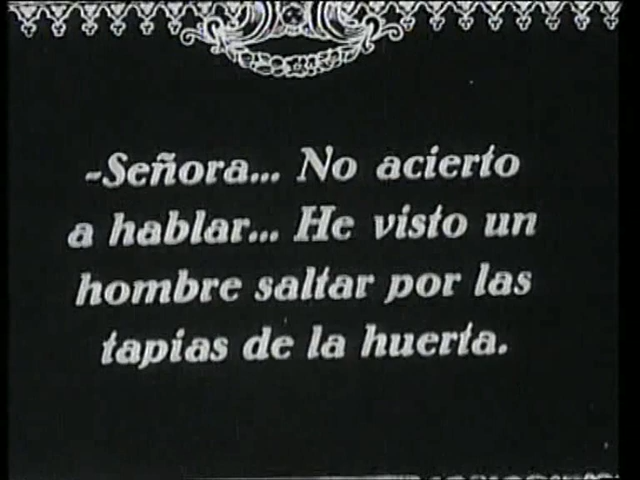 -Señora... No acierto
a hablar... He visto un
hombre saltar por las
tapias de la huerta.